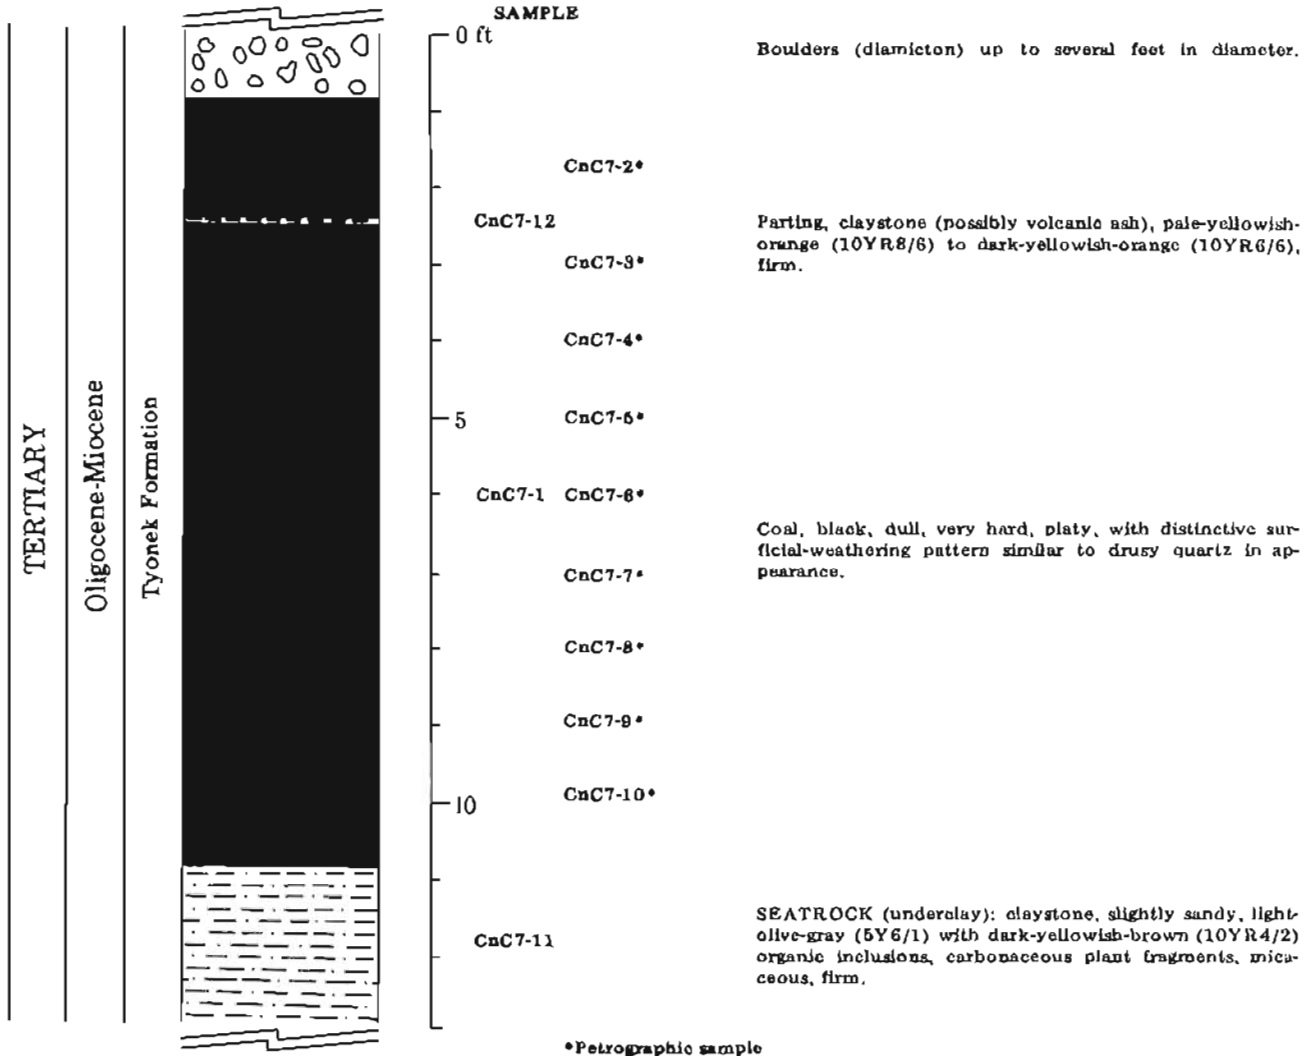 SAMPLE
0 ft
Boulders (diamicton) up to several feet in diameter.
CnC7-2*
CnC7-12
Parting, claystone (possibly volcanic ash), pale-yellowish-
orange (10YR8/6) to dark-yellowish-orange (10YR6/6),
firm.
CnC7-3*
CnC7-4*
5
CnC7-5*
TERTIARY
Oligocene-Miocene
Tyonek Formation
CnC7-1 CnC7-6*
Coal, black, dull, very hard, platy, with distinctive sur-
ficial-weathering pattern similar to drusy quartz in ap-
pearance.
CnC7-7*
CnC7-8*
CnC7-9*
10
CnC7-10*
SEATROCK (underclay): claystone, slightly sandy, light-
olive-gray (5Y6/1) with dark-yellowish-brown (10YR4/2)
organic inclusions, carbonaceous plant fragments, mica-
ceous, firm.
CnC7-11
*Petrographic sample